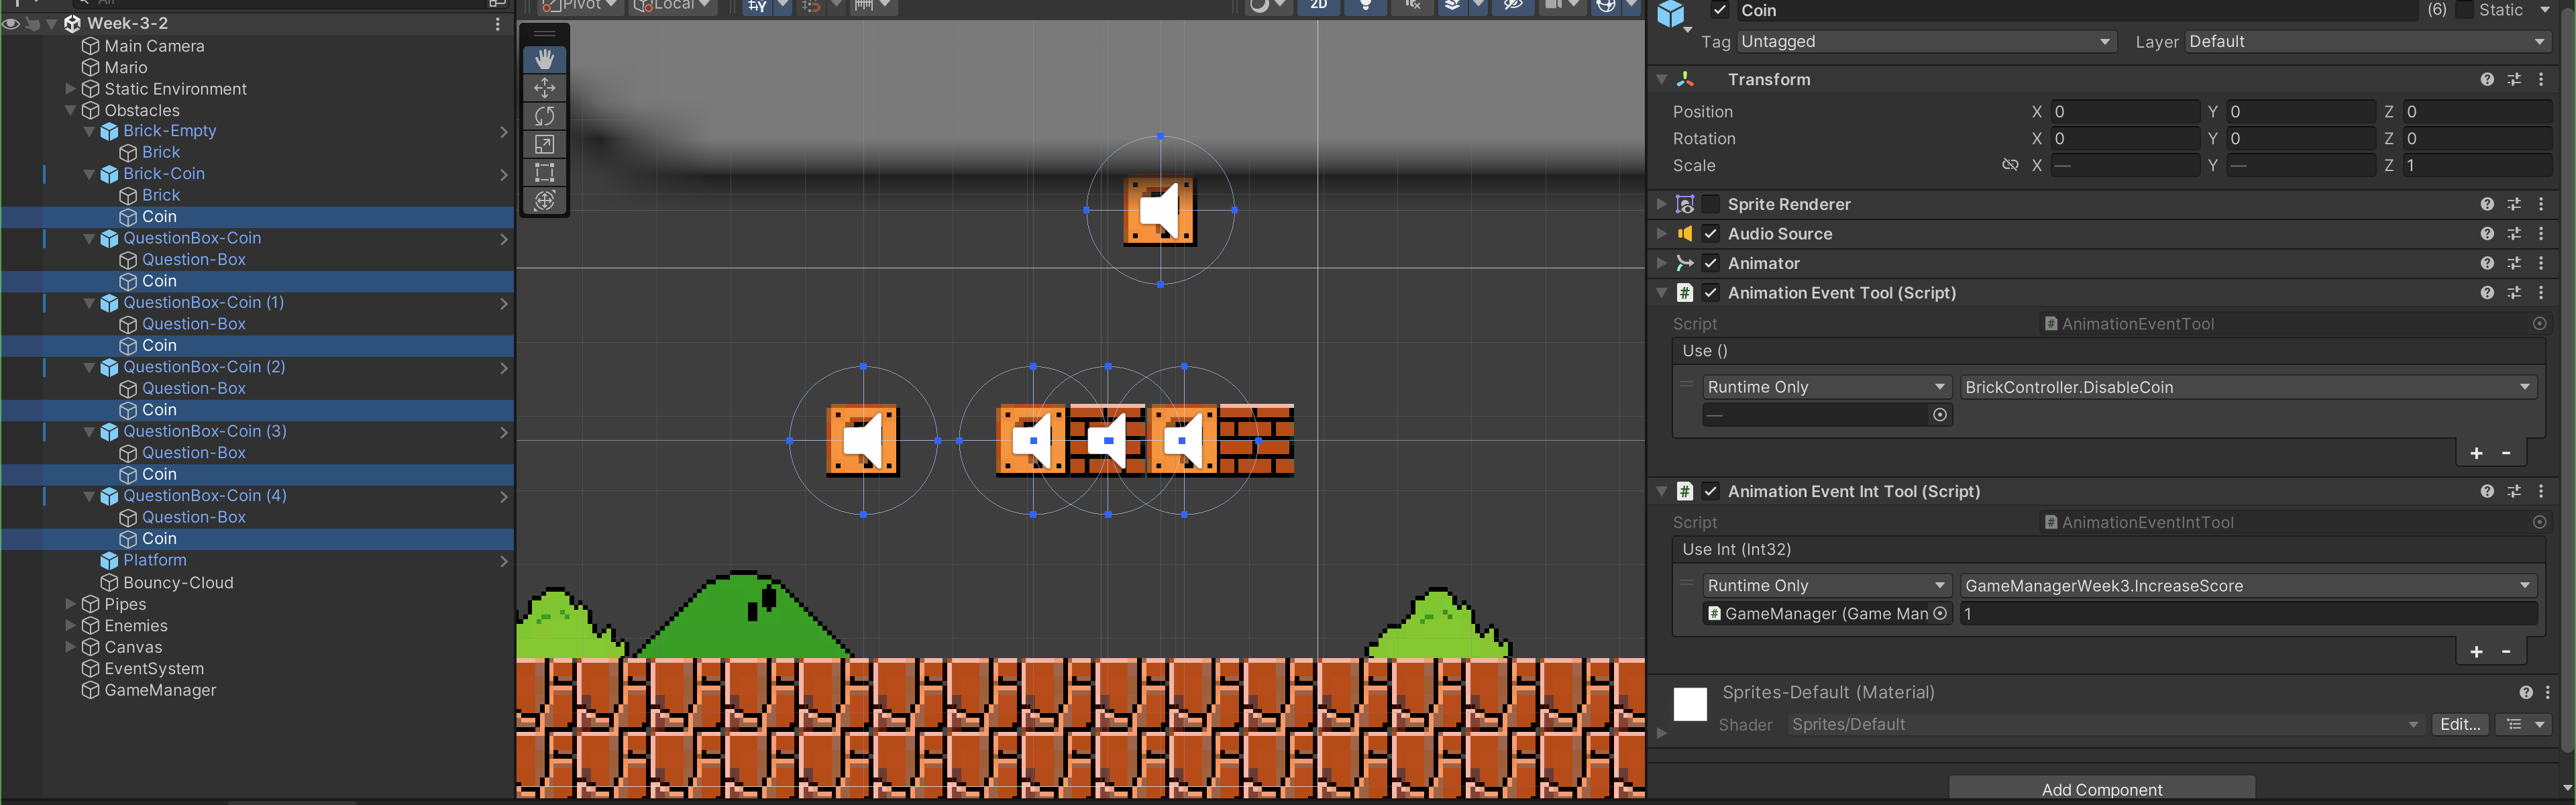 All
Week-3-2
Main Camera
Mario
Static Environment
Obstacles
Brick-Empty
Brick
Brick-Coin
Brick
Coin
QuestionBox-Coin
Question-Box
Coin
QuestionBox-Coin (1)
Question-Box
Coin
QuestionBox-Coin (2)
Question-Box
Coin
QuestionBox-Coin (3)
Question-Box
Coin
QuestionBox-Coin (4)
Question-Box
Coin
Platform
Bouncy-Cloud
Pipes
Enemies
Canvas
EventSystem
GameManager
Pivot Local 2D
Coin (6) Static
Tag Untagged Layer Default
Transform
Position X 0 Y 0 Z 0
Rotation X 0 Y 0 Z 0
Scale X — Y — Z 1
Sprite Renderer
Audio Source
Animator
# Animation Event Tool (Script)
Script # AnimationEventTool
Use ()
Runtime Only BrickController.DisableCoin
—
+ -
# Animation Event Int Tool (Script)
Script # AnimationEventIntTool
Use Int (Int32)
Runtime Only GameManagerWeek3.IncreaseScore
# GameManager (Game Man 1
+ -
Sprites-Default (Material)
Shader Sprites/Default Edit...
Add Component